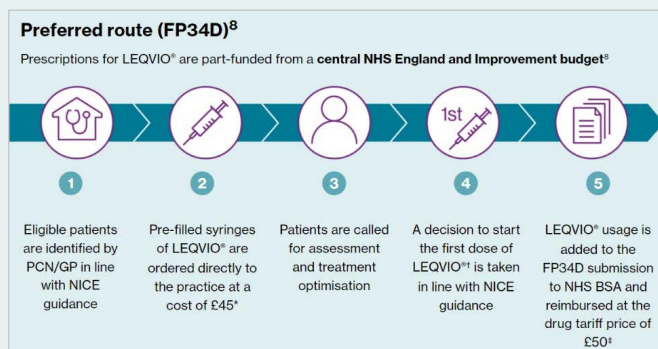 Preferred route (FP34D)⁸
Prescriptions for LEQVIO® are part-funded from a central NHS England and Improvement budget⁸
1st
1
2
3
4
5
Eligible patients
are identified by
PCN/GP in line
with NICE
guidance
Pre-filled syringes
of LEQVIO® are
ordered directly to
the practice at a
cost of £45*
Patients are called
for assessment
and treatment
optimisation
A decision to start
the first dose of
LEQVIO®† is taken
in line with NICE
guidance
LEQVIO® usage is
added to the
FP34D submission
to NHS BSA and
reimbursed at the
drug tariff price of
£50‡